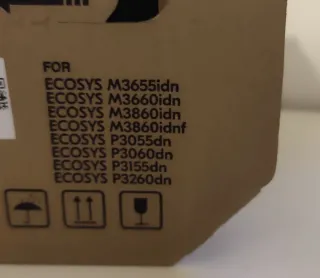 FOR
ECOSYS M3655idn
ECOSYS M3660idn
ECOSYS M3860idn
ECOSYS M3860idnf
ECOSYS P3055dn
ECOSYS P3060dn
ECOSYS P3155dn
ECOSYS P3260dn